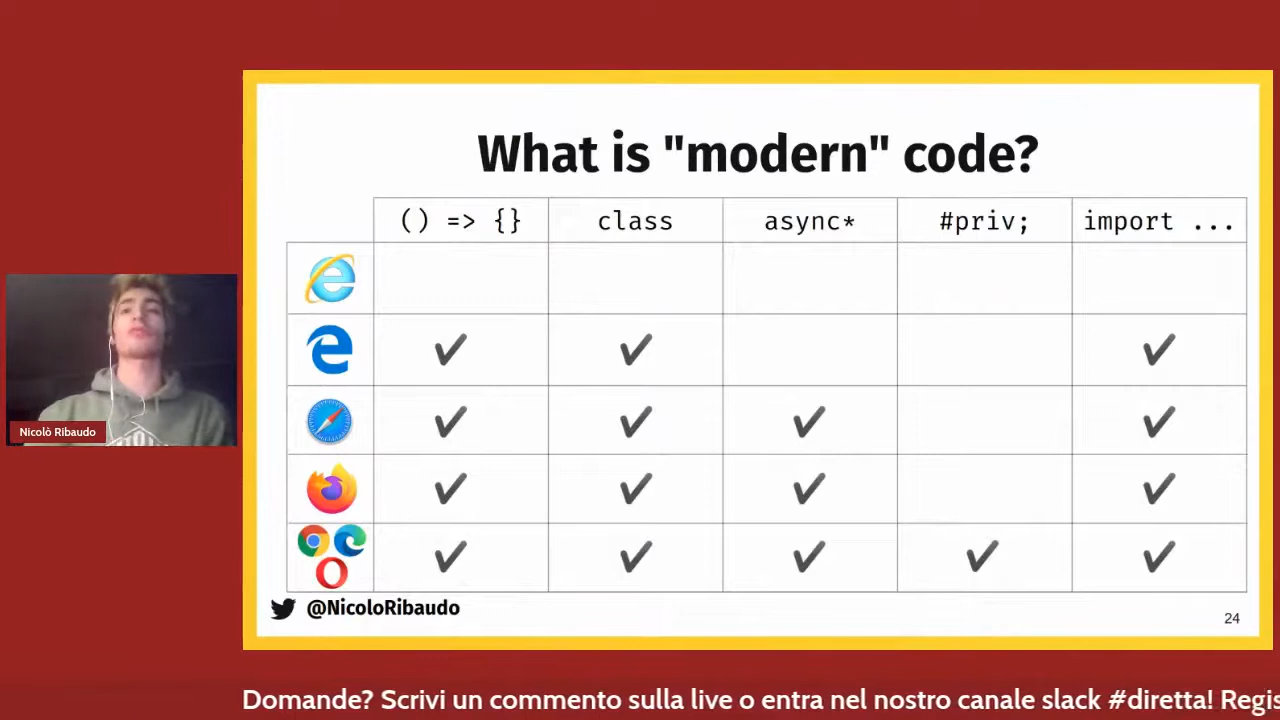 What is "modern" code?
() => {} class async* #priv; import ...
✔ ✔ ✔
✔ ✔ ✔ ✔
✔ ✔ ✔ ✔
✔ ✔ ✔ ✔ ✔
Nicolò Ribaudo
@NicoloRibaudo
24
Domande? Scrivi un commento sulla live o entra nel nostro canale slack #diretta! Regis